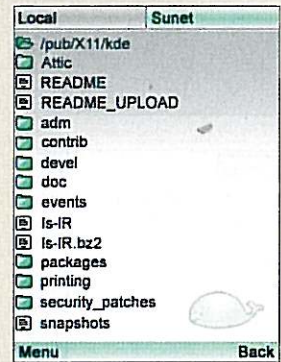 Local Sunet
/pub/X11/kde
Attic
README
README_UPLOAD
adm
contrib
devel
doc
events
ls-lR
ls-lR.bz2
packages
printing
security_patches
snapshots
Menu Back